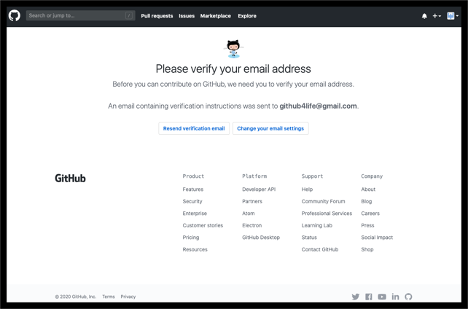 Search or jump to... /
Pull requests Issues Marketplace Explore
Please verify your email address
Before you can contribute on GitHub, we need you to verify your email address.
An email containing verification instructions was sent to github4life@gmail.com.
Resend verification email Change your email settings
GitHub
Product Platform Support Company
Features Developer API Help About
Security Partners Community Forum Blog
Enterprise Atom Professional Services Careers
Customer stories Electron Learning Lab Press
Pricing GitHub Desktop Status Social Impact
Resources Contact GitHub Shop
© 2020 GitHub, Inc. Terms Privacy